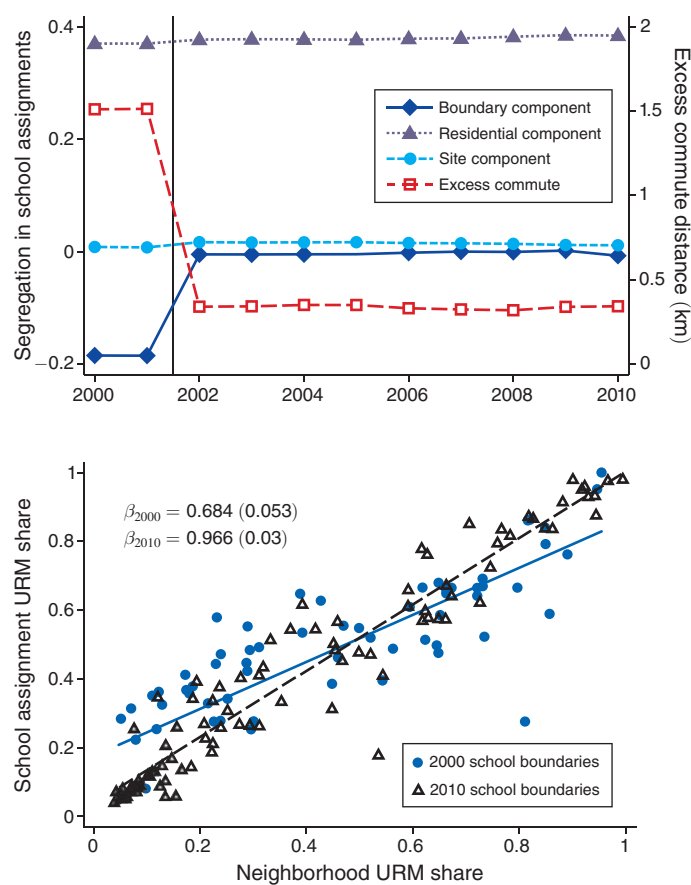 0.4
0.2
0
−0.2
Segregation in school assignments
2
1.5
1
0.5
0
Excess commute distance (km)
Boundary component
Residential component
Site component
Excess commute
2000
2002
2004
2006
2008
2010
1
0.8
0.6
0.4
0.2
0
School assignment URM share
β2000 = 0.684 (0.053)
β2010 = 0.966 (0.03)
2000 school boundaries
2010 school boundaries
0
0.2
0.4
0.6
0.8
1
Neighborhood URM share